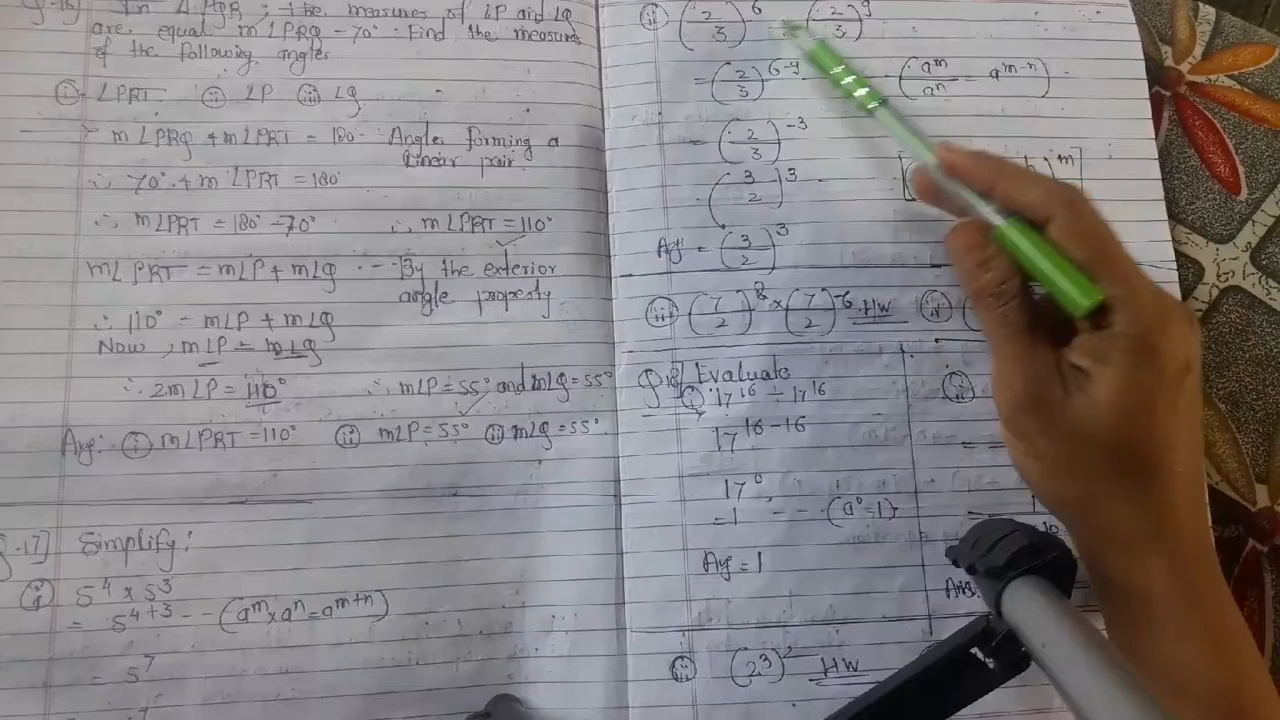 In Δ PQR, the measures of ∠P and ∠Q
are equal m∠PRQ = 70° Find the measures
of the following angles
(i) ∠PRT (ii) ∠P (iii) ∠Q
m∠PRQ + m∠PRT = 180 - Angles forming a
Linear pair
∴ 70° + m∠PRT = 180
∴ m∠PRT = 180° - 70° ∴ m∠PRT = 110°
m∠PRT = m∠P + m∠Q -- By the exterior
angle property
∴ 110° = m∠P + m∠Q
Now, m∠P = m∠Q
∴ 2m∠P = 110° ∴ m∠P = 55° and m∠Q = 55°
Ans: (i) m∠PRT = 110° (ii) m∠P = 55° (iii) m∠Q = 55°
Q-17] Simplify:
(i) 5⁴ × 5³
= 5⁴⁺³ -- (aᵐ × aⁿ = aᵐ⁺ⁿ)
= 5⁷
(ii) (2/3)⁶ (2/3)⁹
= (2/3)⁶⁻⁹ (aᵐ/aⁿ = aᵐ⁻ⁿ)
= (2/3)⁻³
(3/2)³
Ans = (3/2)³
(iii) (7/2)⁸ × (7/2)⁻⁶ HW (iv)
Q.18] Evaluate
(i) 17¹⁶ ÷ 17¹⁶
17¹⁶⁻¹⁶
17⁰
= 1 --- (a⁰ = 1)
Ans = 1
(ii)
Ans.
(iii) (2³)² HW